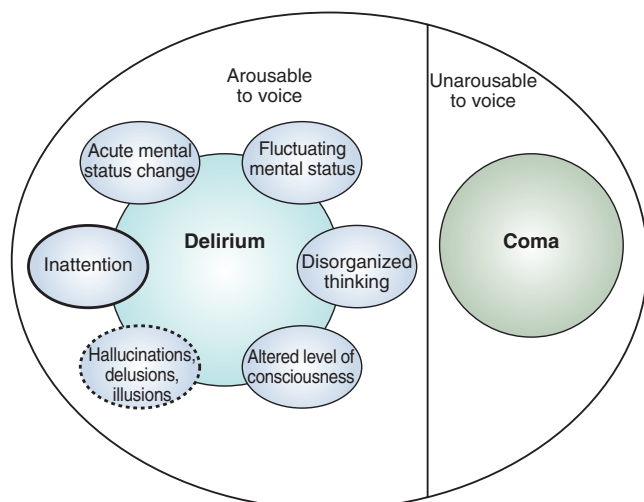 Arousable
to voice
Unarousable
to voice
Acute mental
status change
Fluctuating
mental status
Delirium
Inattention
Disorganized
thinking
Hallucinations,
delusions,
illusions
Altered level of
consciousness
Coma